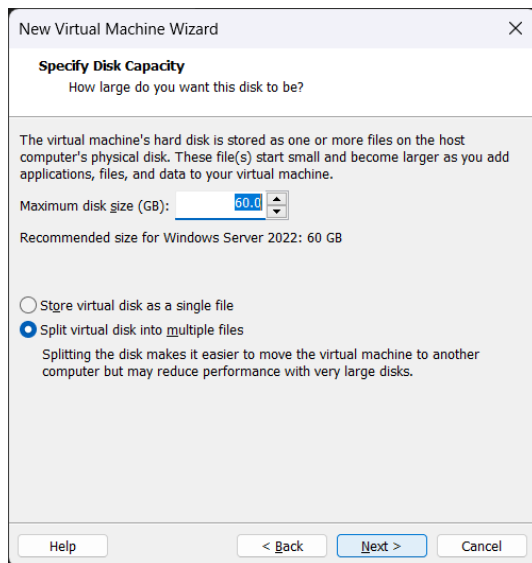 New Virtual Machine Wizard
Specify Disk Capacity
How large do you want this disk to be?
The virtual machine's hard disk is stored as one or more files on the host
computer's physical disk. These file(s) start small and become larger as you add
applications, files, and data to your virtual machine.
Maximum disk size (GB): 60.0
Recommended size for Windows Server 2022: 60 GB
Store virtual disk as a single file
Split virtual disk into multiple files
Splitting the disk makes it easier to move the virtual machine to another
computer but may reduce performance with very large disks.
Help < Back Next > Cancel